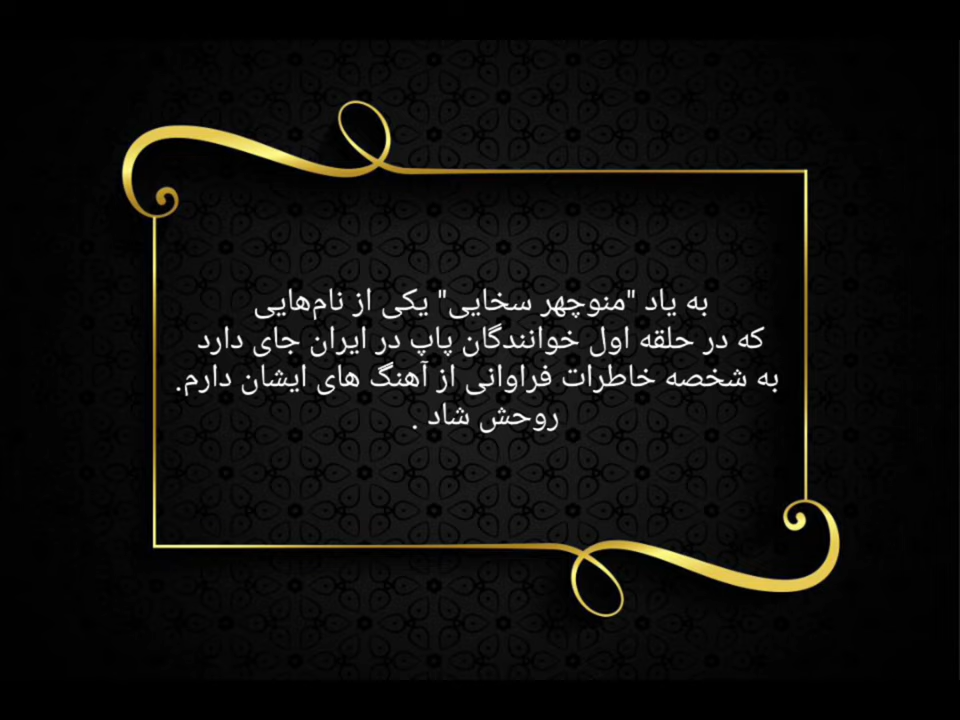 به یاد "منوچهر سخایی" یکی از نام‌هایی
که در حلقه اول خوانندگان پاپ در ایران جای دارد
به شخصه خاطرات فراوانی از آهنگ های ایشان دارم.
روحش شاد .